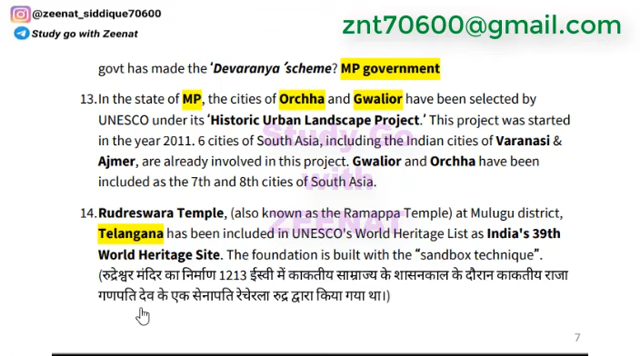 @zeenat_siddique70600
Study go with Zeenat
znt70600@gmail.com
govt has made the ‘Devaranya ‘scheme? MP government
13. In the state of MP, the cities of Orchha and Gwalior have been selected by
UNESCO under its ‘Historic Urban Landscape Project.’ This project was started
in the year 2011. 6 cities of South Asia, including the Indian cities of Varanasi &
Ajmer, are already involved in this project. Gwalior and Orchha have been
included as the 7th and 8th cities of South Asia.
Study Go
with
ZEENAT
14. Rudreswara Temple, (also known as the Ramappa Temple) at Mulugu district,
Telangana has been included in UNESCO's World Heritage List as India's 39th
World Heritage Site. The foundation is built with the “sandbox technique”.
(रुद्रेश्वर मंदिर का निर्माण 1213 ईस्वी में काकतीय साम्राज्य के शासनकाल के दौरान काकतीय राजा
गणपति देव के एक सेनापति रेचेरला रुद्र द्वारा किया गया था।)
7